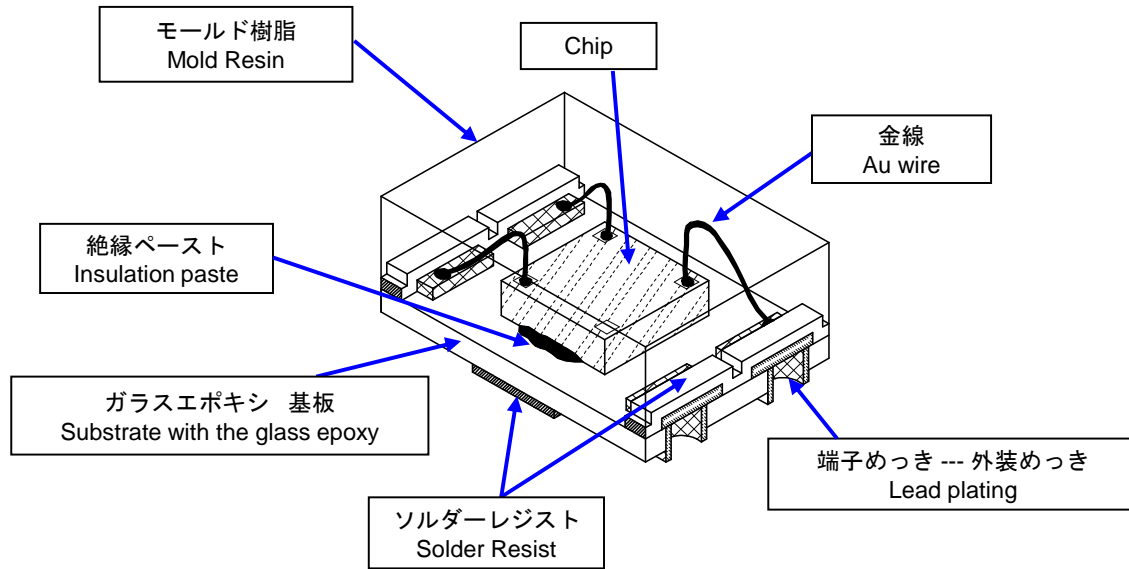 モールド樹脂
Mold Resin
Chip
金線
Au wire
絶縁ペースト
Insulation paste
ガラスエポキシ 基板
Substrate with the glass epoxy
端子めっき --- 外装めっき
Lead plating
ソルダーレジスト
Solder Resist